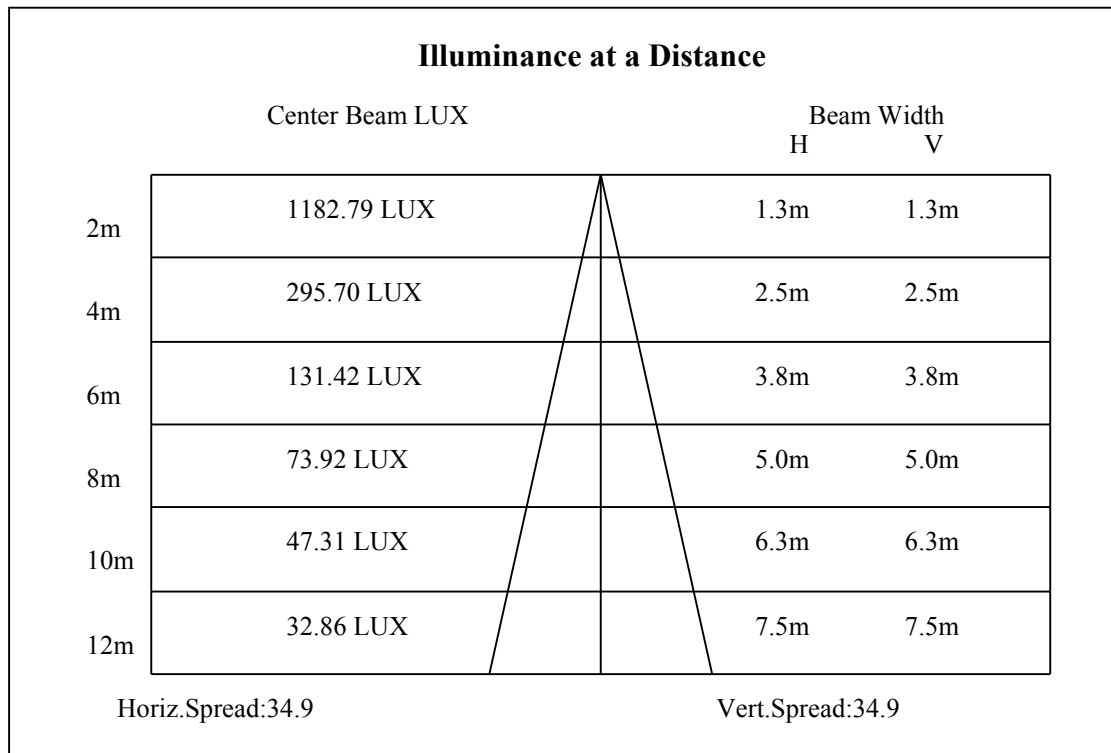 Illuminance at a Distance
Center Beam LUX Beam Width
H V
2m 1182.79 LUX 1.3m 1.3m
4m 295.70 LUX 2.5m 2.5m
6m 131.42 LUX 3.8m 3.8m
8m 73.92 LUX 5.0m 5.0m
10m 47.31 LUX 6.3m 6.3m
12m 32.86 LUX 7.5m 7.5m
Horiz.Spread:34.9 Vert.Spread:34.9